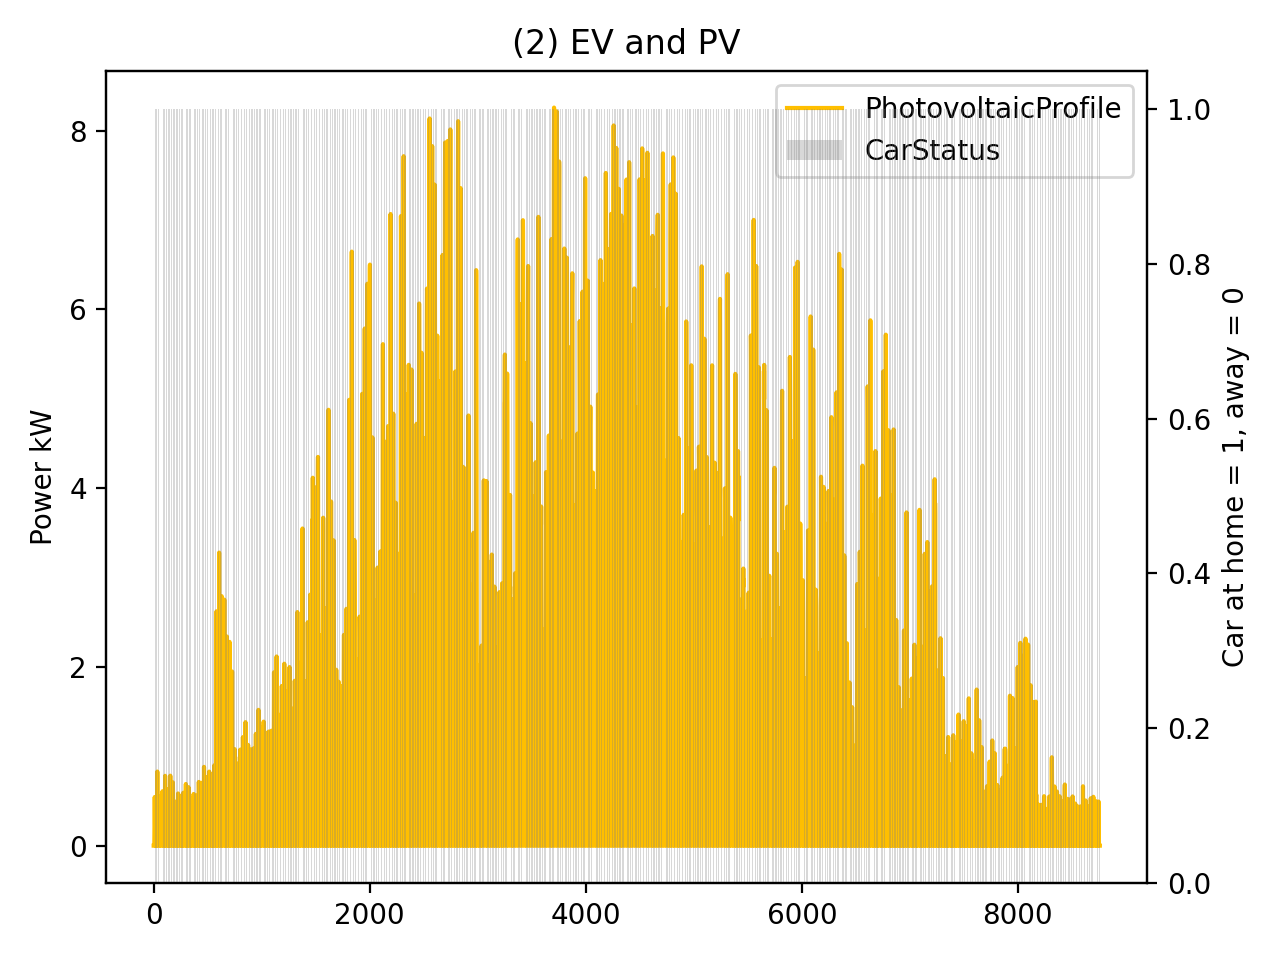 (2) EV and PV
PhotovoltaicProfile
CarStatus
8
6
4
2
0
Power kW
1.0
0.8
0.6
0.4
0.2
0.0
Car at home = 1, away = 0
0 2000 4000 6000 8000